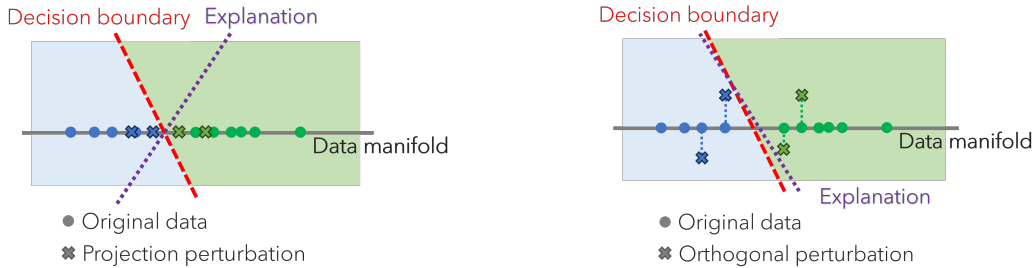 Decision boundary
Explanation
Data manifold
Original data
Projection perturbation
Decision boundary
Data manifold
Explanation
Original data
Orthogonal perturbation